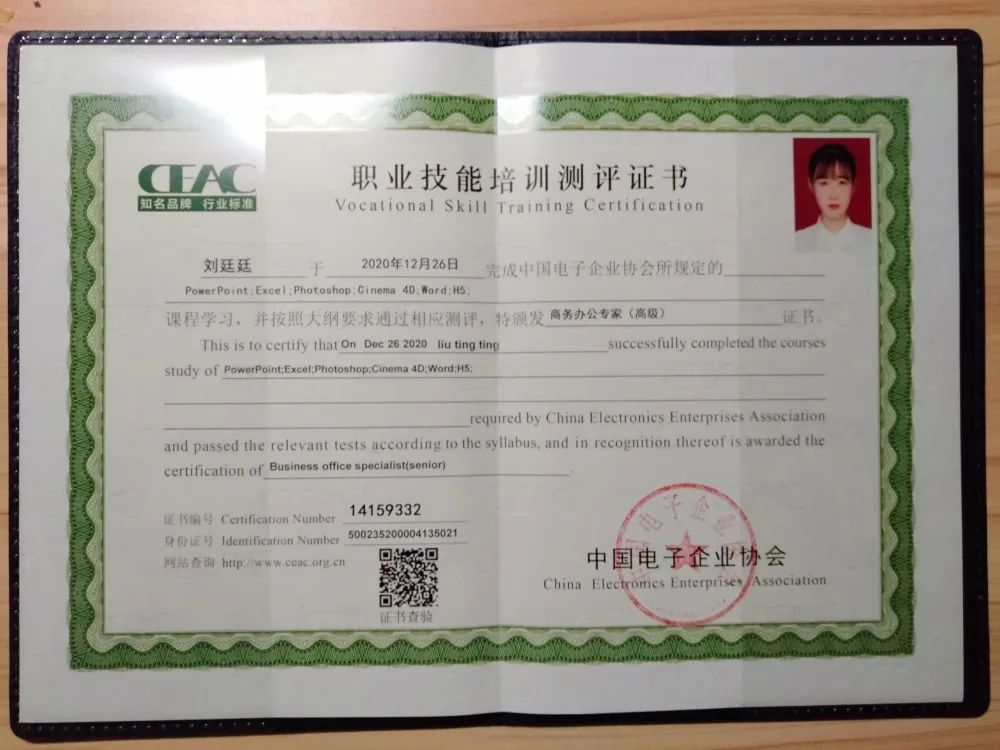 CEAC
知名品牌 行业标准
职业技能培训测评证书
Vocational Skill Training Certification
刘廷廷 于 2020年12月26日 完成中国电子企业协会所规定的
PowerPoint;Excel;Photoshop;Cinema 4D;Word;H5;
课程学习，并按照大纲要求通过相应测评，特颁发 商务办公专家（高级） 证书。
This is to certify that On Dec 26 2020 liu ting ting successfully completed the courses
study of PowerPoint;Excel;Photoshop;Cinema 4D;Word;H5;
required by China Electronics Enterprises Association
and passed the relevant tests according to the syllabus, and in recognition thereof is awarded the
certification of Business office specialist(senior)
证书编号 Certification Number 14159332
身份证号 Identification Number 500235200004135021
网站查询 http://www.ceac.org.cn
证书查验
中国电子企业协会
China Electronics Enterprises Association